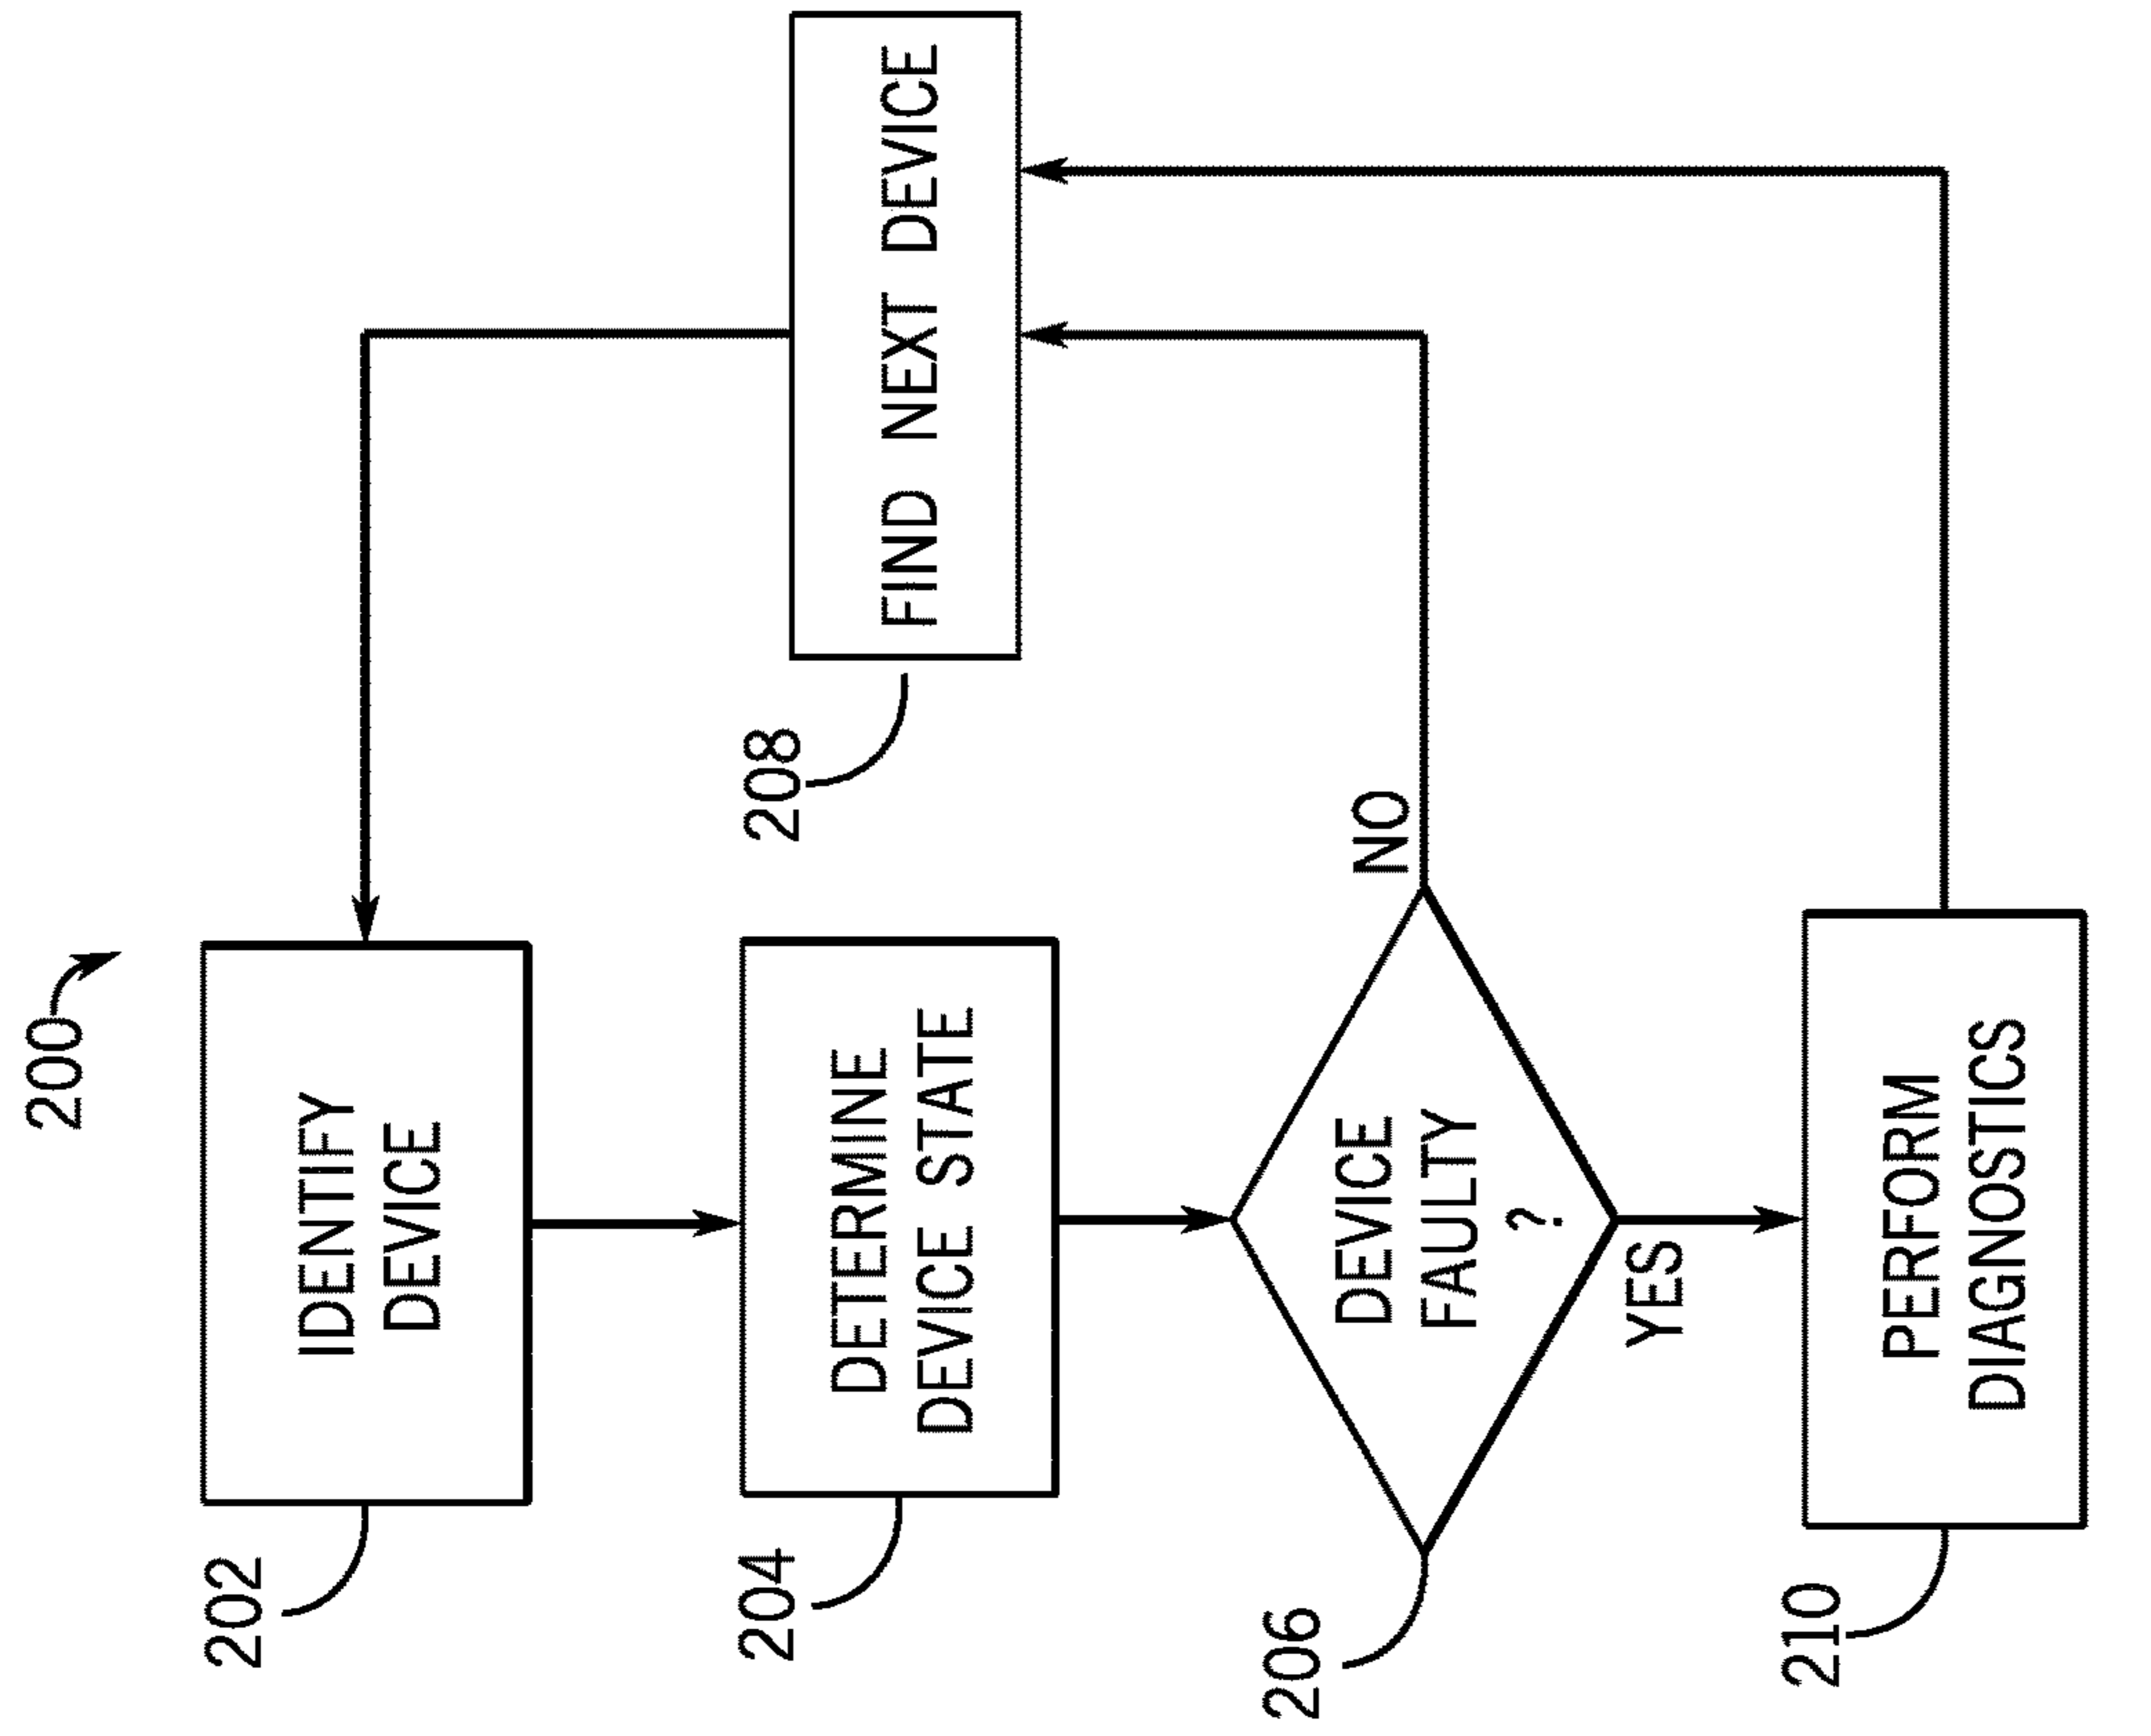 200
202
IDENTIFY
DEVICE
204
DETERMINE
DEVICE STATE
208
FIND NEXT DEVICE
206
DEVICE
FAULTY
?
NO
YES
210
PERFORM
DIAGNOSTICS